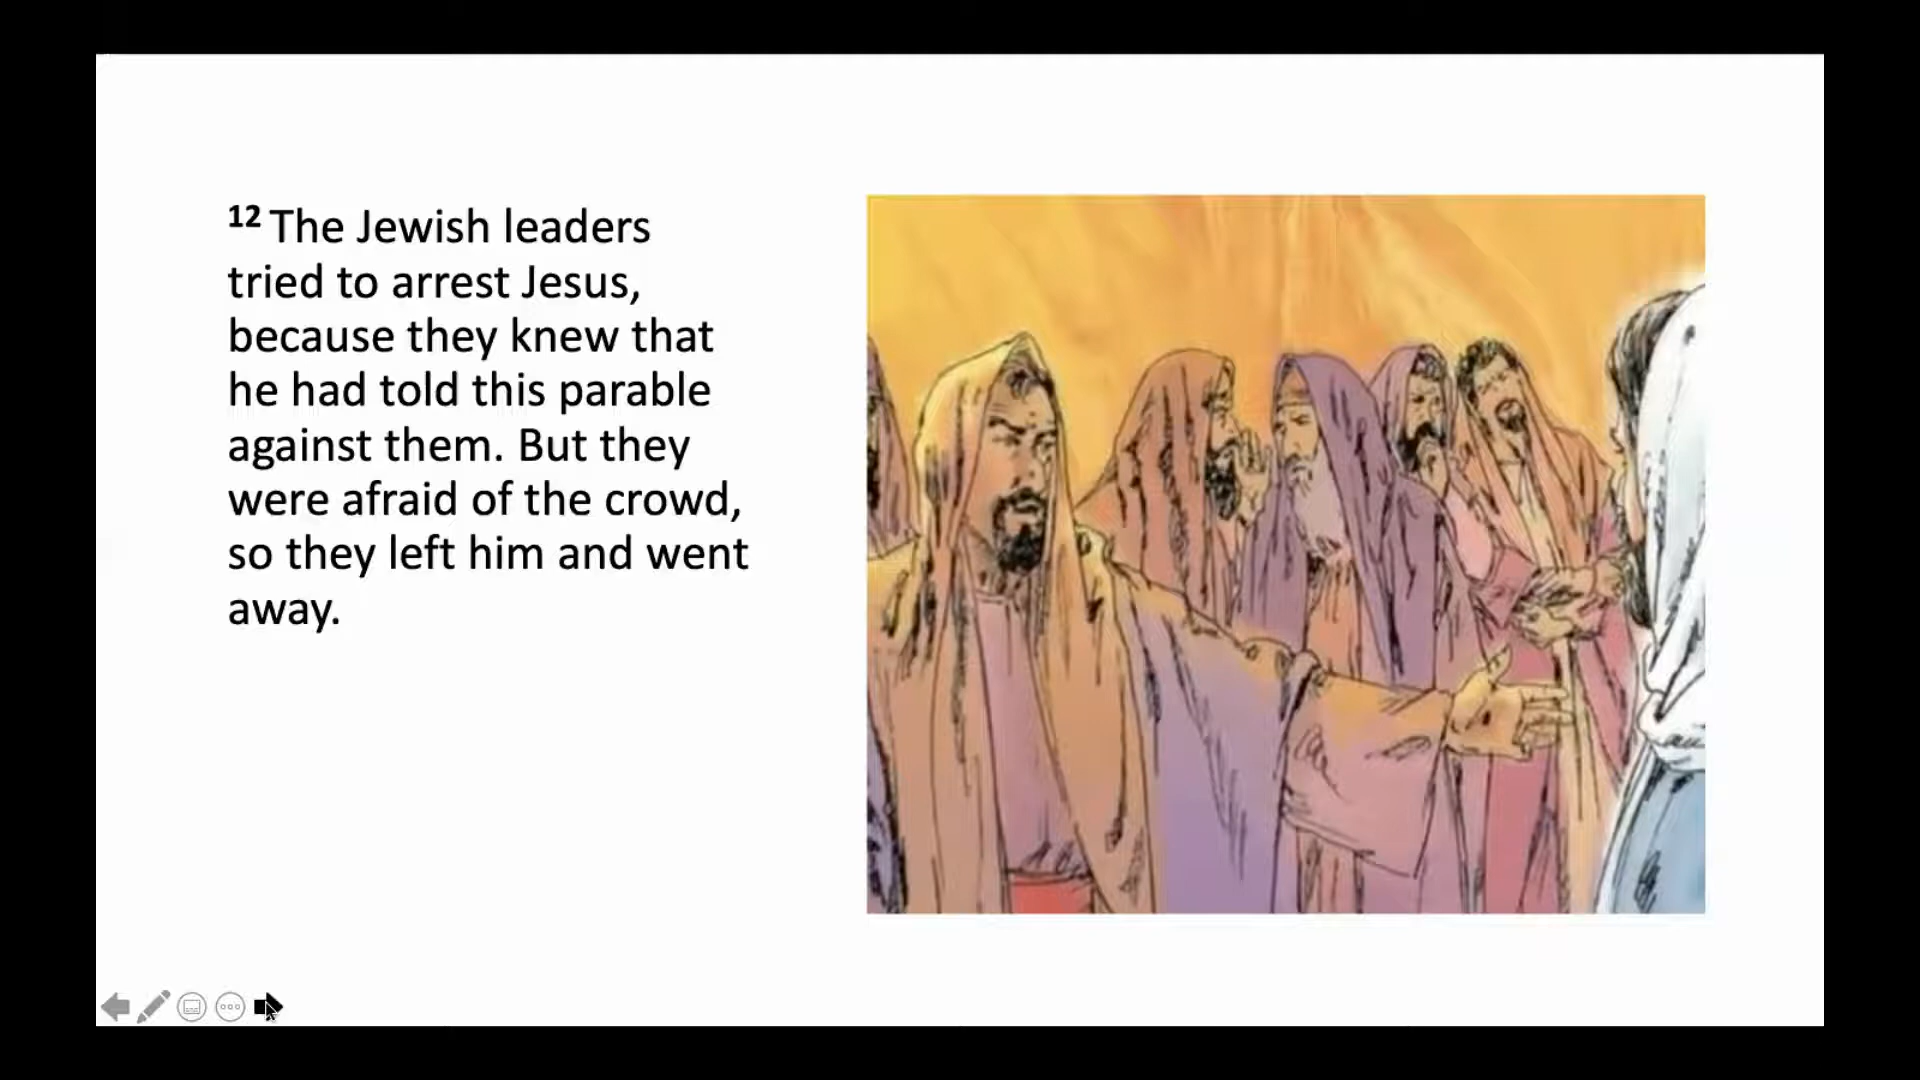 12 The Jewish leaders
tried to arrest Jesus,
because they knew that
he had told this parable
against them. But they
were afraid of the crowd,
so they left him and went
away.